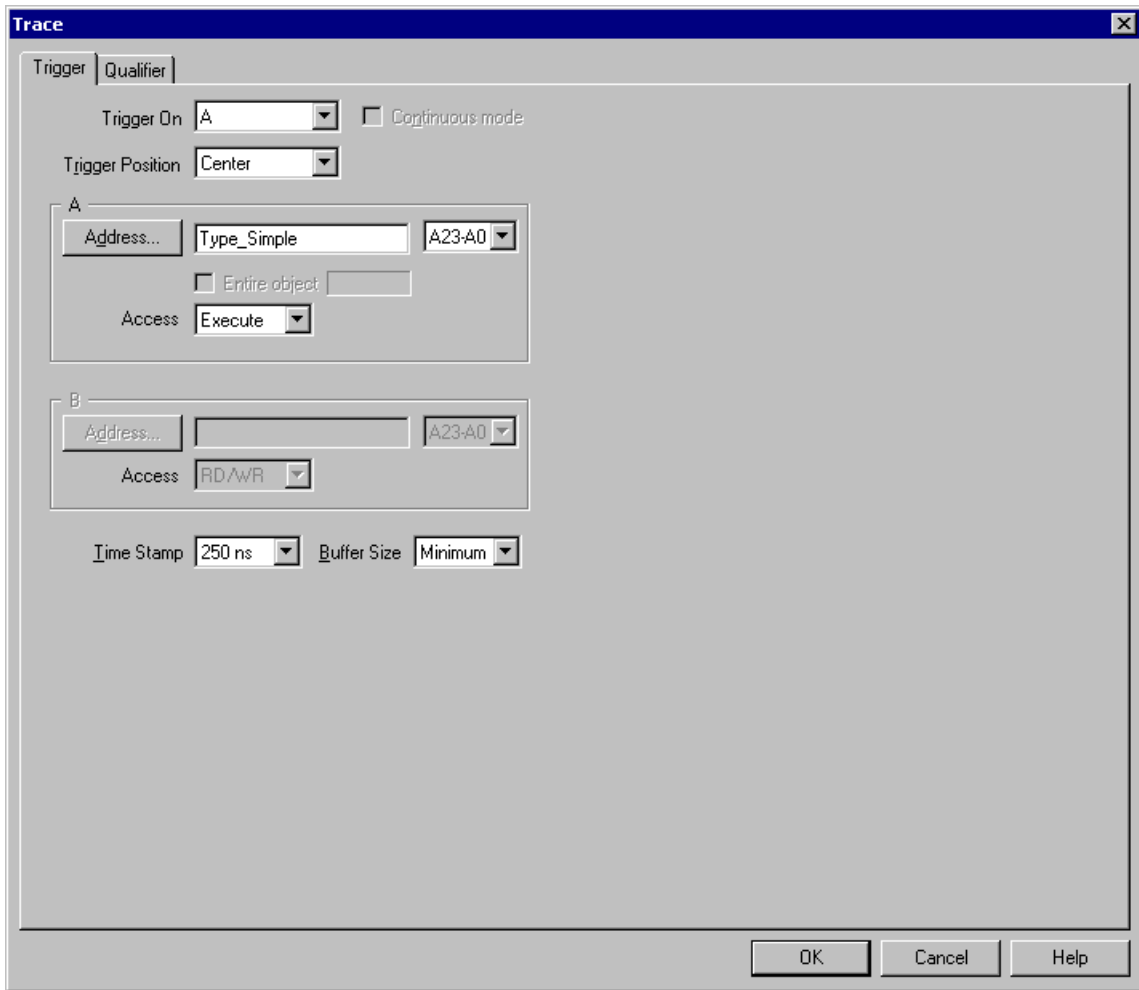 Trace
Trigger Qualifier
Trigger On A Continuous mode
Trigger Position Center
A
Address... Type_Simple A23-A0
Entire object
Access Execute
B
Address... A23-A0
Access RD/WR
Time Stamp 250 ns Buffer Size Minimum
OK Cancel Help